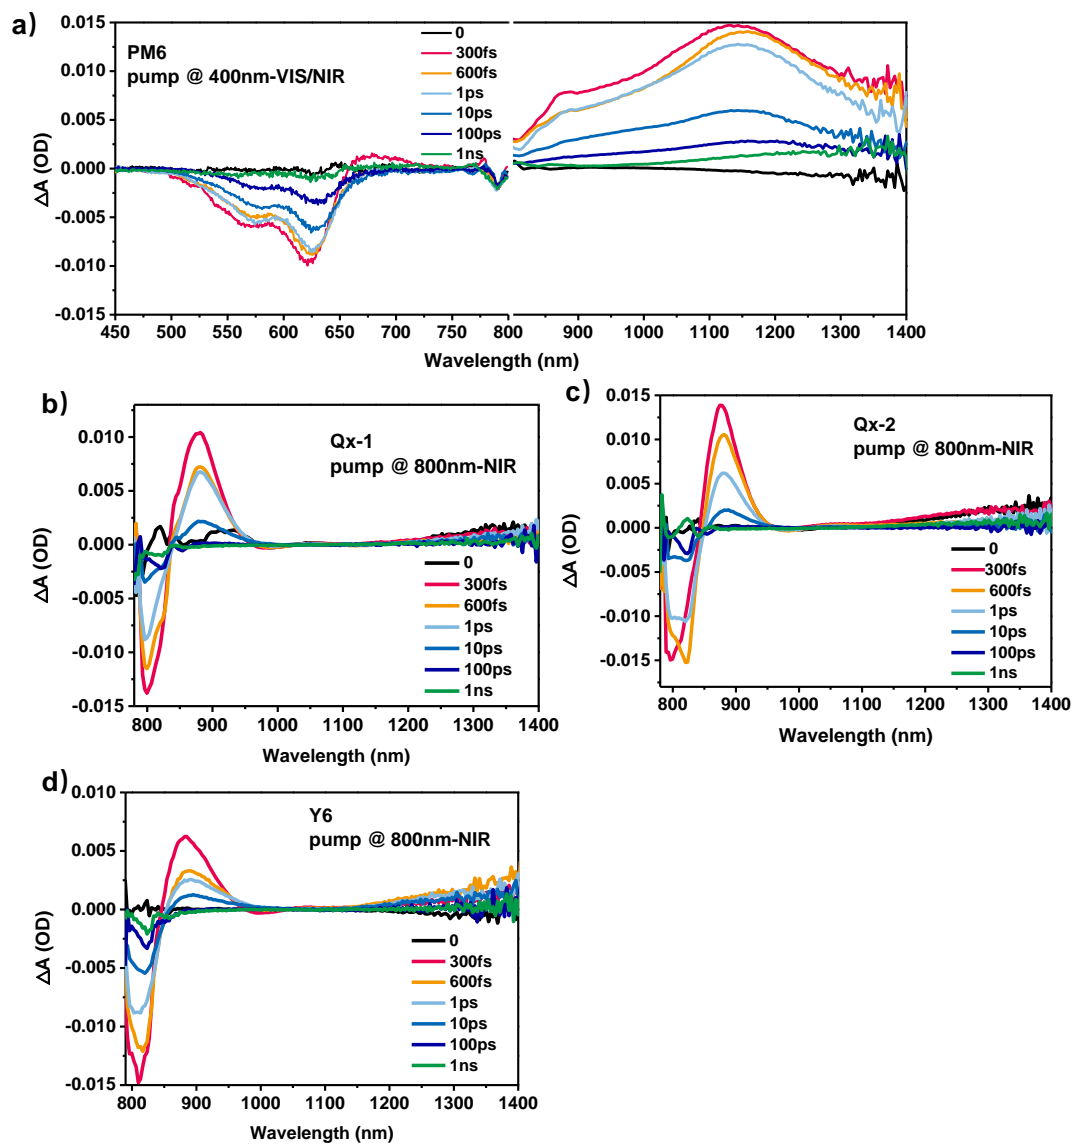 a)
PM6
pump @ 400nm-VIS/NIR
0
300fs
600fs
1ps
10ps
100ps
1ns
0.015
0.010
0.005
0.000
-0.005
-0.010
-0.015
△A (OD)
450 500 550 600 650 700 750 800 900 1000 1100 1200 1300 1400
Wavelength (nm)
b)
Qx-1
pump @ 800nm-NIR
0.010
0.005
0.000
-0.005
-0.010
-0.015
△A (OD)
0
300fs
600fs
1ps
10ps
100ps
1ns
800 900 1000 1100 1200 1300 1400
Wavelength (nm)
c)
Qx-2
pump @ 800nm-NIR
0.015
0.010
0.005
0.000
-0.005
-0.010
-0.015
△A (OD)
0
300fs
600fs
1ps
10ps
100ps
1ns
800 900 1000 1100 1200 1300 1400
Wavelength (nm)
d)
Y6
pump @ 800nm-NIR
0.010
0.005
0.000
-0.005
-0.010
-0.015
△A (OD)
0
300fs
600fs
1ps
10ps
100ps
1ns
800 900 1000 1100 1200 1300 1400
Wavelength (nm)